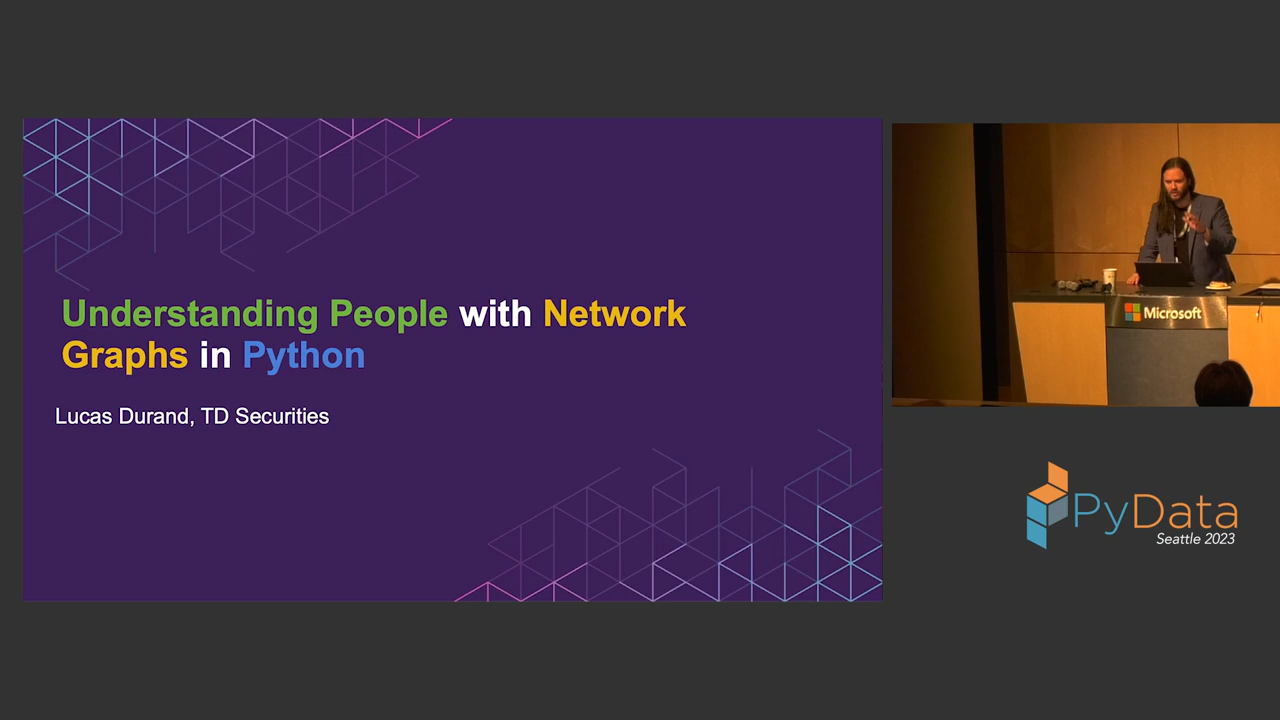 Understanding People with Network
Graphs in Python
Lucas Durand, TD Securities
Microsoft
PyData
Seattle 2023